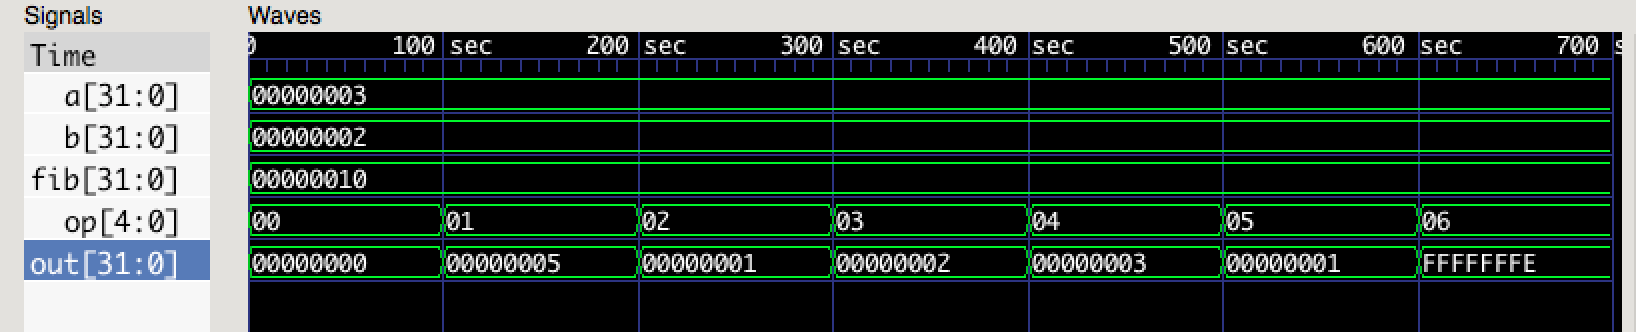 Signals Waves
Time 0 100 sec 200 sec 300 sec 400 sec 500 sec 600 sec 700 s
a[31:0] 00000003
b[31:0] 00000002
fib[31:0] 00000010
op[4:0] 00 01 02 03 04 05 06
out[31:0] 00000000 00000005 00000001 00000002 00000003 00000001 FFFFFFFE